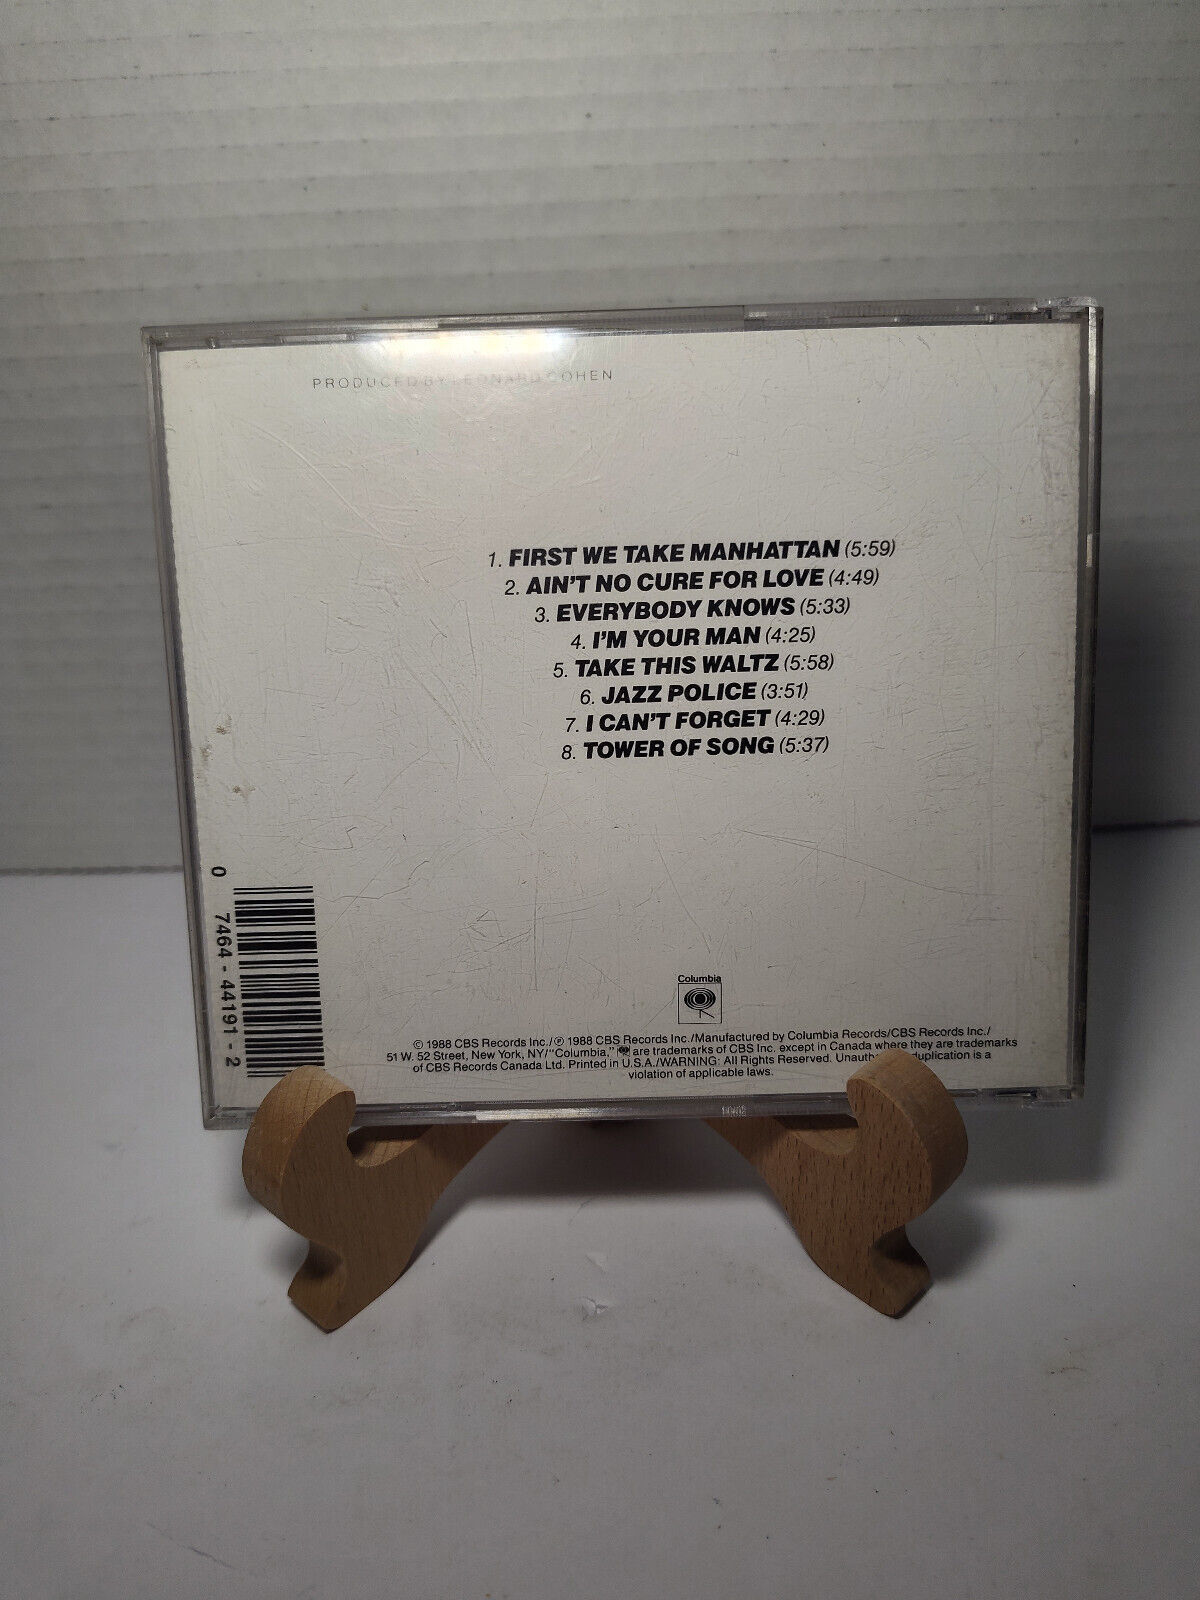 PRODUCED BY LEONARD COHEN
1. FIRST WE TAKE MANHATTAN (5:59)
2. AIN'T NO CURE FOR LOVE (4:49)
3. EVERYBODY KNOWS (5:33)
4. I'M YOUR MAN (4:25)
5. TAKE THIS WALTZ (5:58)
6. JAZZ POLICE (3:51)
7. I CAN'T FORGET (4:29)
8. TOWER OF SONG (5:37)
0 7464-44191-2
Columbia
© 1988 CBS Records Inc./℗ 1988 CBS Records Inc./Manufactured by Columbia Records/CBS Records Inc./
51 W. 52 Street, New York, NY/"Columbia," are trademarks of CBS Inc. except in Canada where they are trademarks
of CBS Records Canada Ltd. Printed in U.S.A./WARNING: All Rights Reserved. duplication is a
violation of applicable laws.